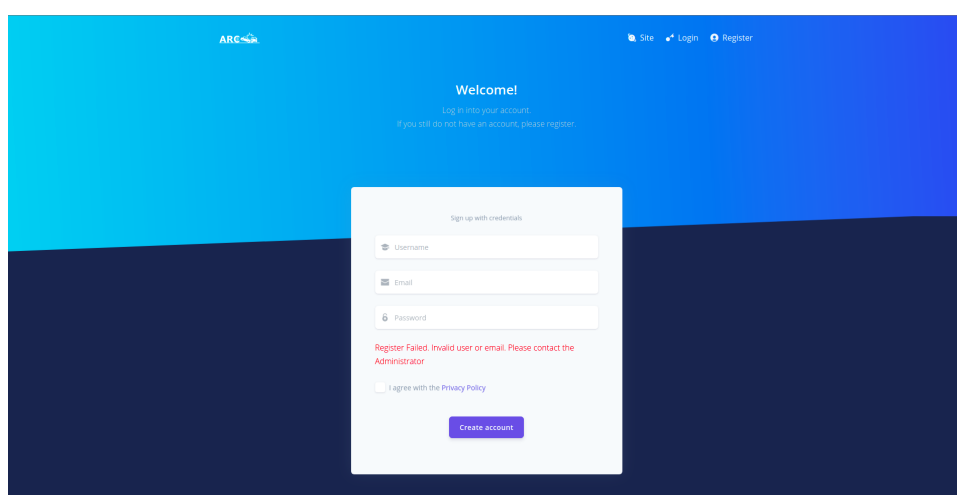 ARC
Site Login Register
Welcome!
Log in into your account.
If you still do not have an account, please register.
Sign up with credentials
Username
Email
Password
Register Failed. Invalid user or email. Please contact the
Administrator
I agree with the Privacy Policy
Create account